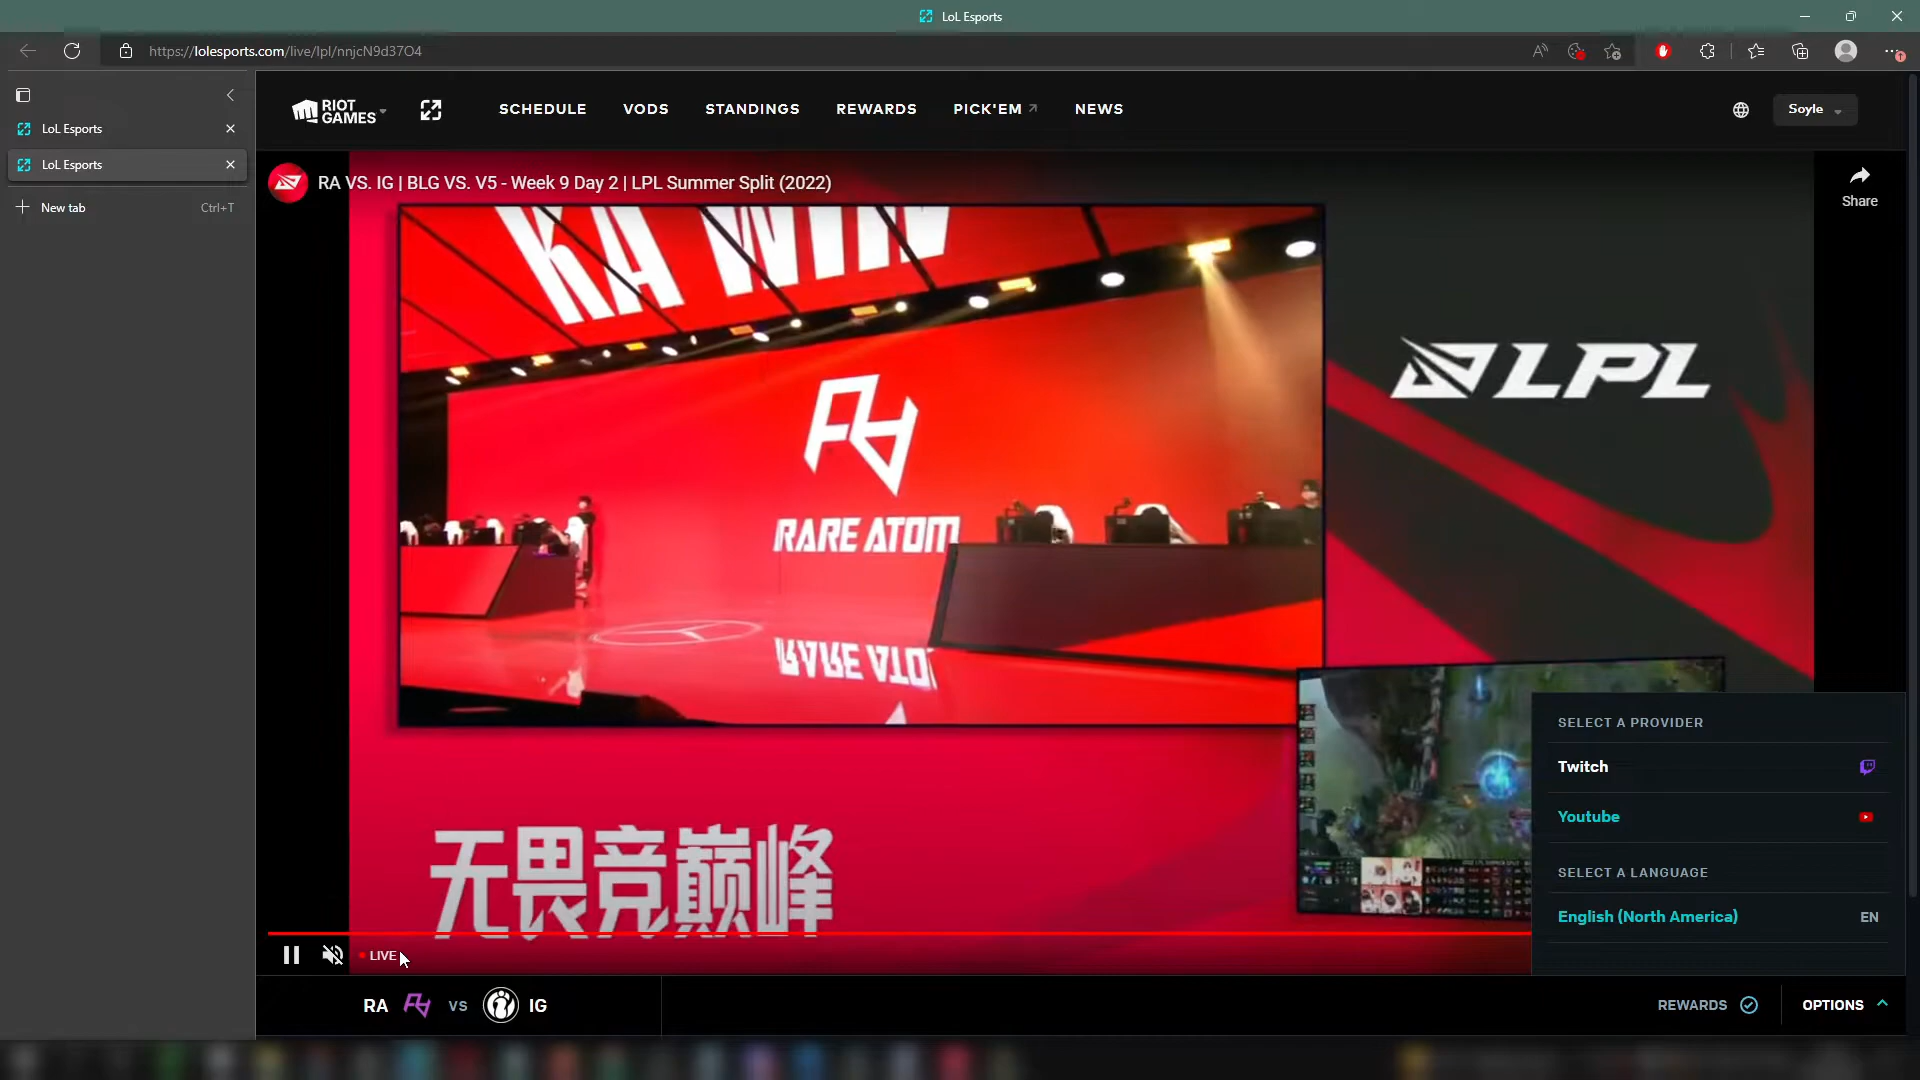 LoL Esports
https://lolesports.com/live/lpl/nnjcN9d37O4
LoL Esports
LoL Esports
New tab Ctrl+T
RIOT GAMES
SCHEDULE VODS STANDINGS REWARDS PICK'EM NEWS
Soyle
RA VS. IG | BLG VS. V5 - Week 9 Day 2 | LPL Summer Split (2022)
Share
RA WIN
LPL
RARE ATOM
无畏竞巅峰
SELECT A PROVIDER
Twitch
Youtube
SELECT A LANGUAGE
English (North America) EN
LIVE
RA VS IG
REWARDS
OPTIONS